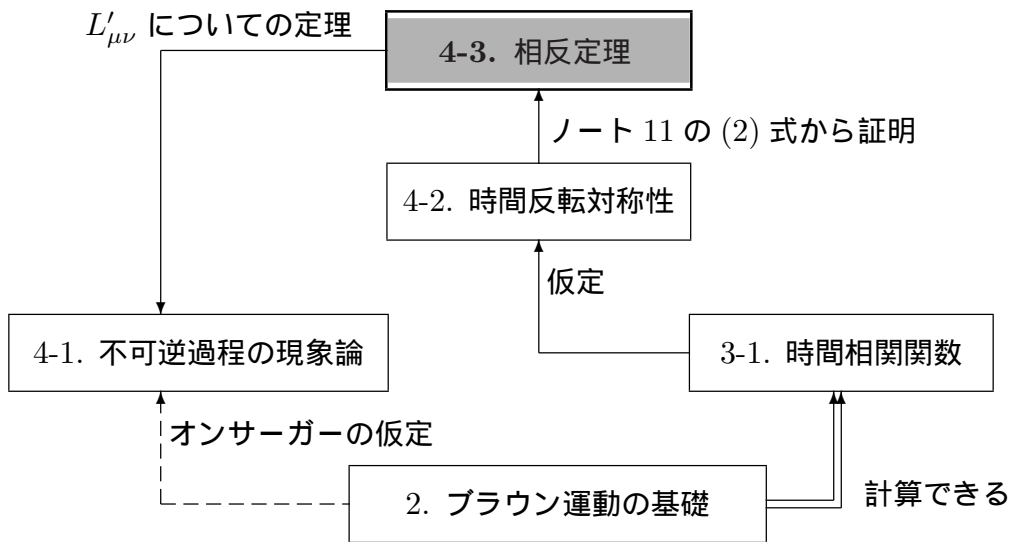 L′μν についての定理
4-3. 相反定理
ノート 11 の (2) 式から証明
4-2. 時間反転対称性
仮定
4-1. 不可逆過程の現象論
3-1. 時間相関関数
オンサーガーの仮定
2. ブラウン運動の基礎
計算できる